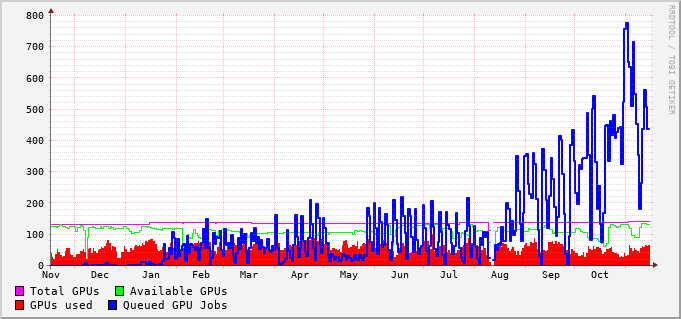 800
700
600
500
400
300
200
100
0
Nov Dec Jan Feb Mar Apr May Jun Jul Aug Sep Oct
Total GPUs Available GPUs
GPUs used Queued GPU Jobs
RRDTOOL / TOBI OETIKER